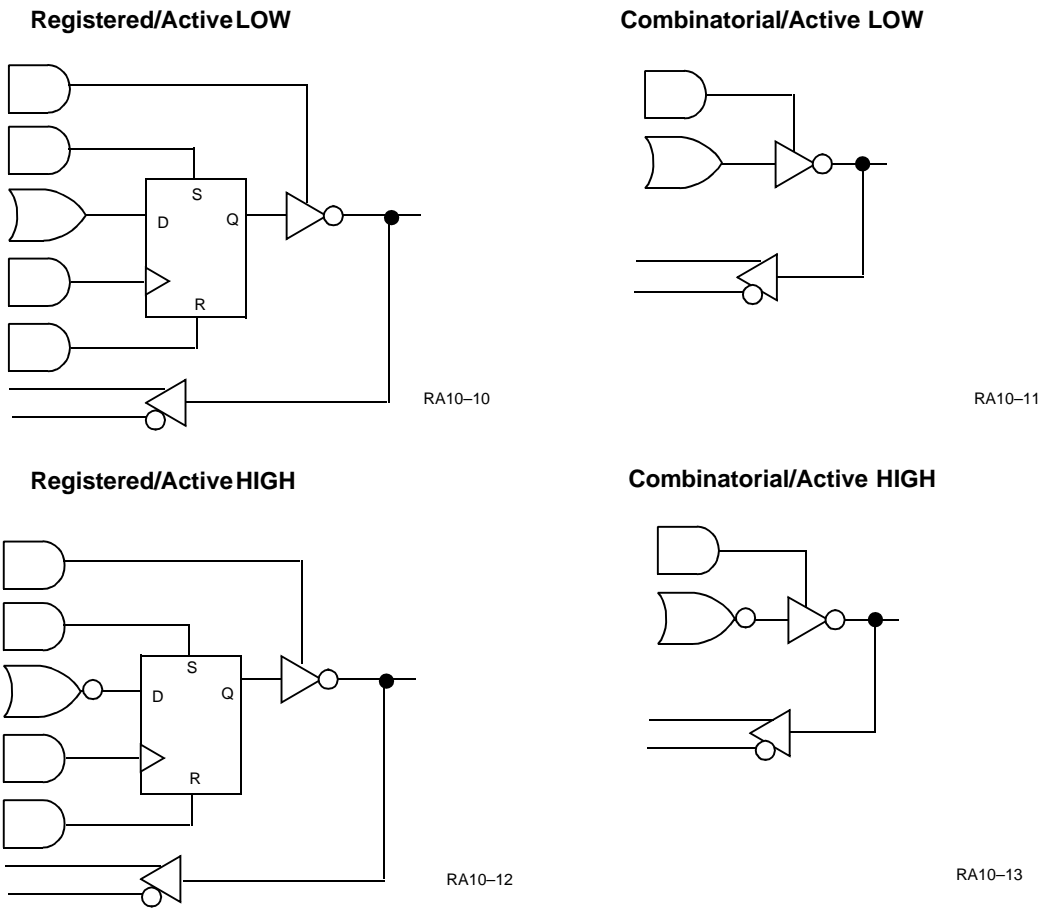 Registered/Active LOW
S
D
Q
R
RA10–10
Combinatorial/Active LOW
RA10–11
Registered/Active HIGH
S
D
Q
R
RA10–12
Combinatorial/Active HIGH
RA10–13